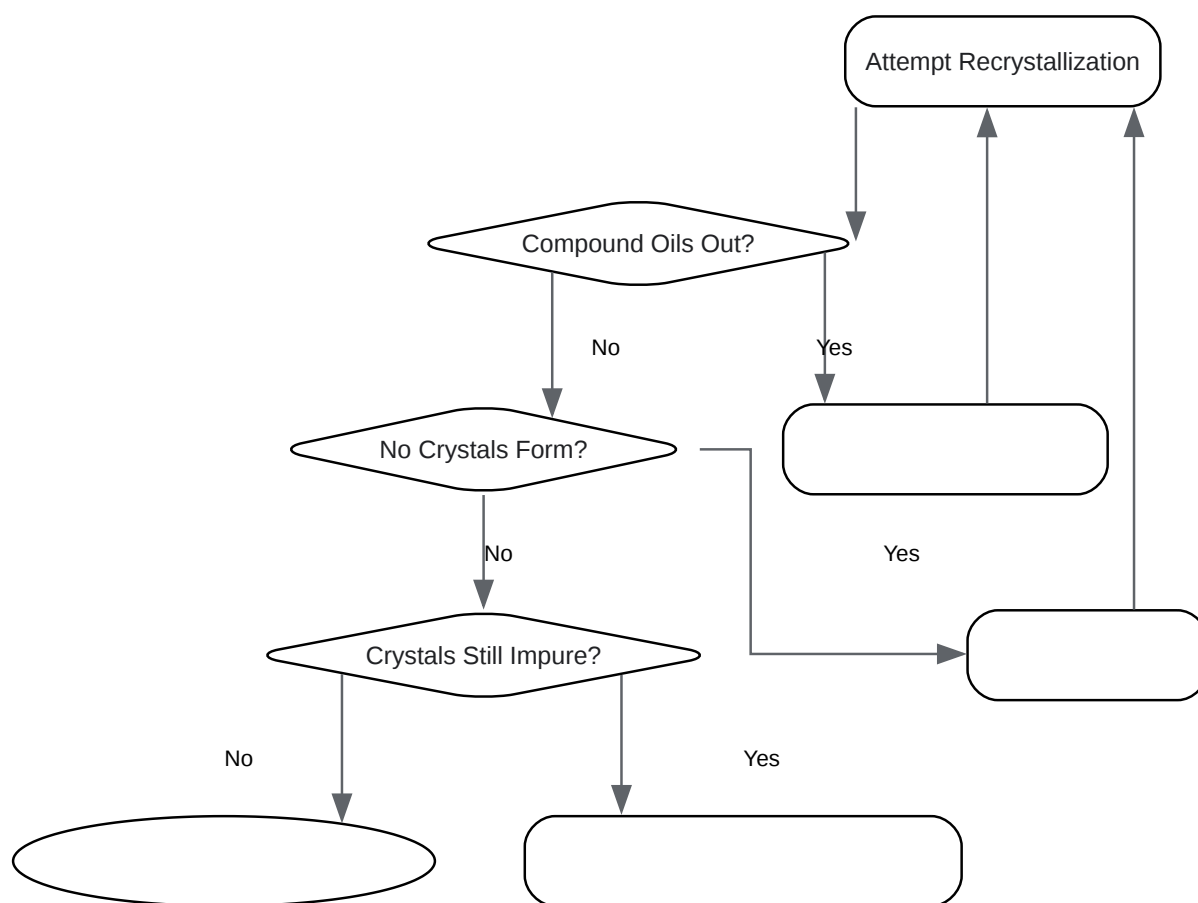 Attempt Recrystallization
Compound Oils Out?
No
Yes
No Crystals Form?
No
Yes
Crystals Still Impure?
No
Yes